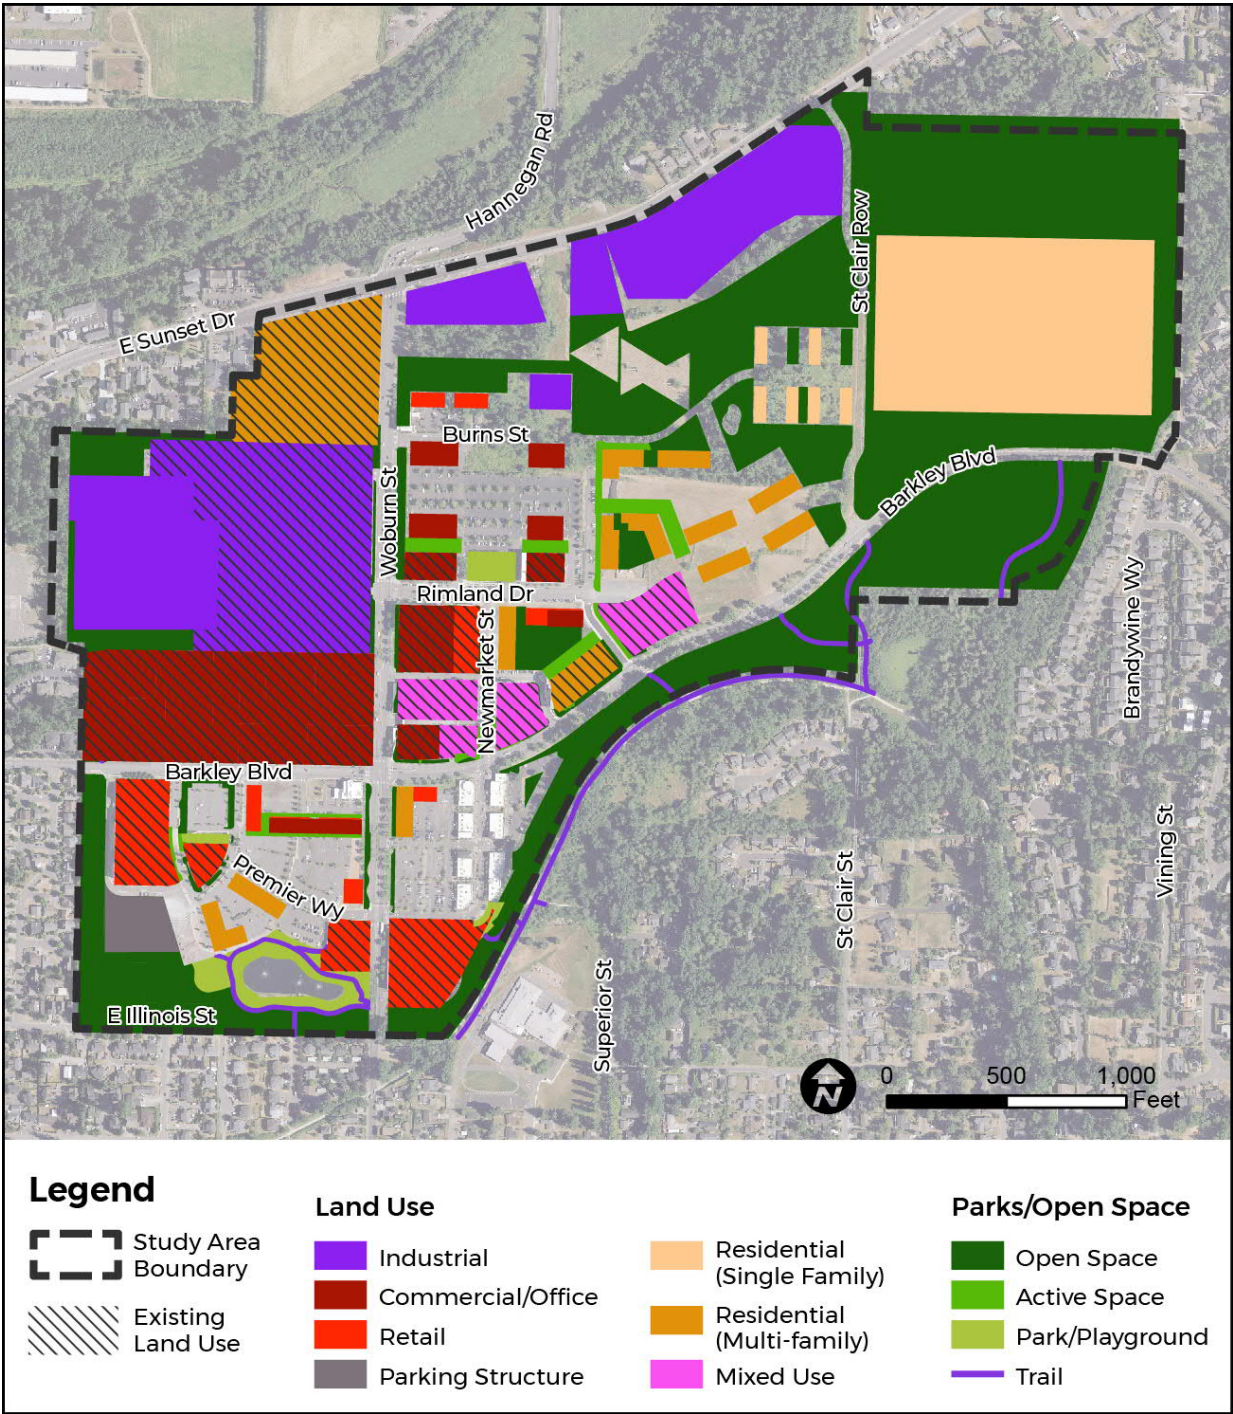 Hannegan Rd
St Clair Row
E Sunset Dr
Burns St
Barkley Blvd
Woburn St
Rimland Dr
Newmarket St
Brandywine Wy
Barkley Blvd
Premier Wy
Vining St
St Clair St
Superior St
E Illinois St
N
0 500 1,000
Feet
Legend
Study Area
Boundary
Existing
Land Use
Land Use
Industrial
Commercial/Office
Retail
Parking Structure
Residential
(Single Family)
Residential
(Multi-family)
Mixed Use
Parks/Open Space
Open Space
Active Space
Park/Playground
Trail